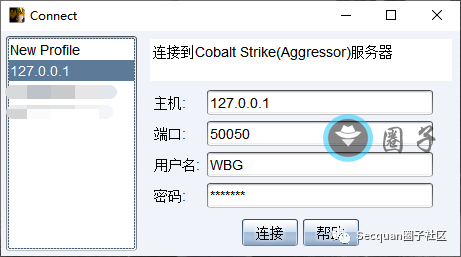 Connect
New Profile
127.0.0.1
连接到Cobalt Strike(Aggressor)服务器
主机: 127.0.0.1
端口: 50050
圈子
用户名: WBG
密码: *******
连接 帮助
Secquan圈子社区